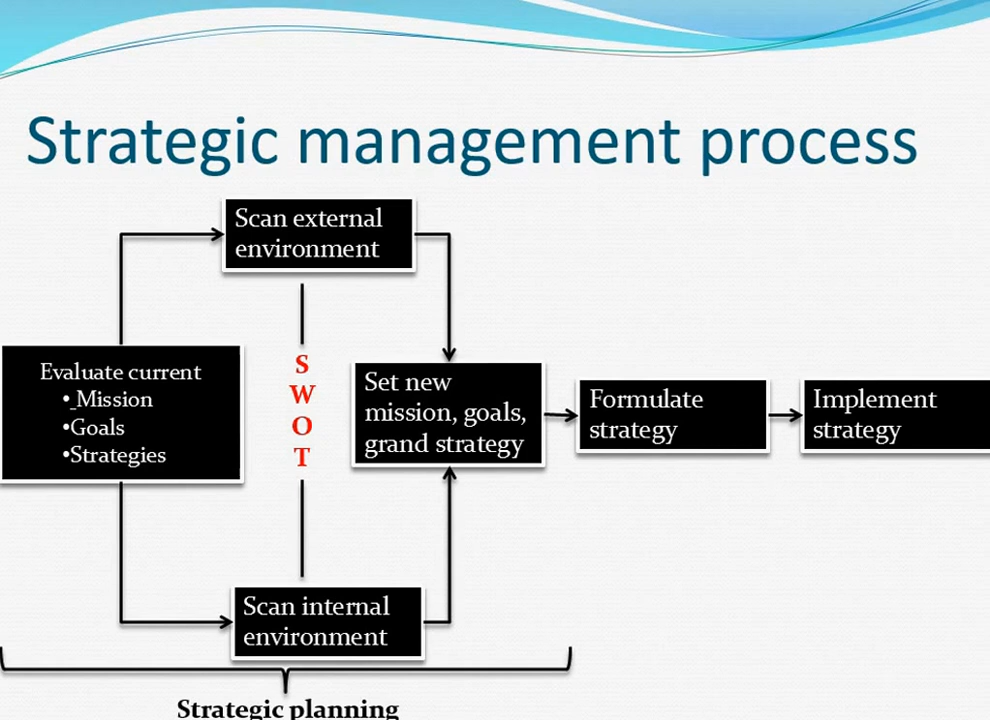 Strategic management process
Scan external
environment
Evaluate current
•_Mission
•Goals
•Strategies
S
W
O
T
Set new
mission, goals,
grand strategy
Formulate
strategy
Implement
strategy
Scan internal
environment
Strategic planning